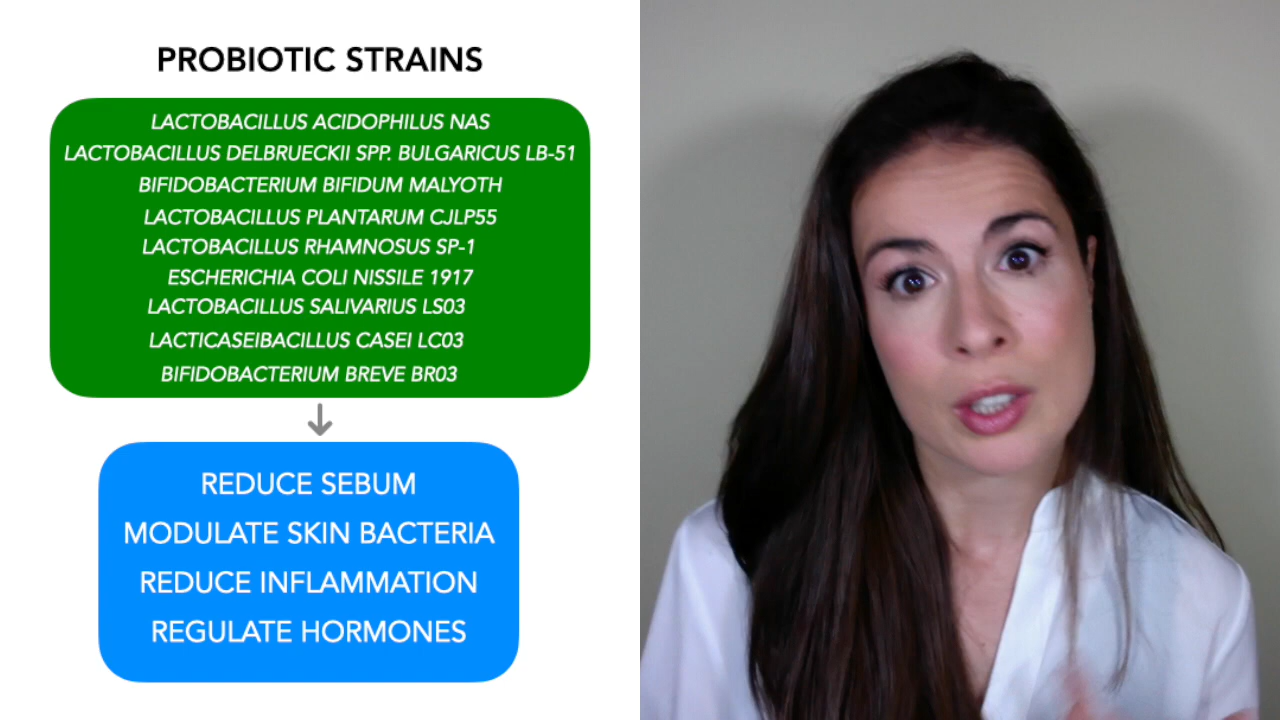 PROBIOTIC STRAINS
LACTOBACILLUS ACIDOPHILUS NAS
LACTOBACILLUS DELBRUECKII SPP. BULGARICUS LB-51
BIFIDOBACTERIUM BIFIDUM MALYOTH
LACTOBACILLUS PLANTARUM CJLP55
LACTOBACILLUS RHAMNOSUS SP-1
ESCHERICHIA COLI NISSILE 1917
LACTOBACILLUS SALIVARIUS LS03
LACTICASEIBACILLUS CASEI LC03
BIFIDOBACTERIUM BREVE BR03
REDUCE SEBUM
MODULATE SKIN BACTERIA
REDUCE INFLAMMATION
REGULATE HORMONES